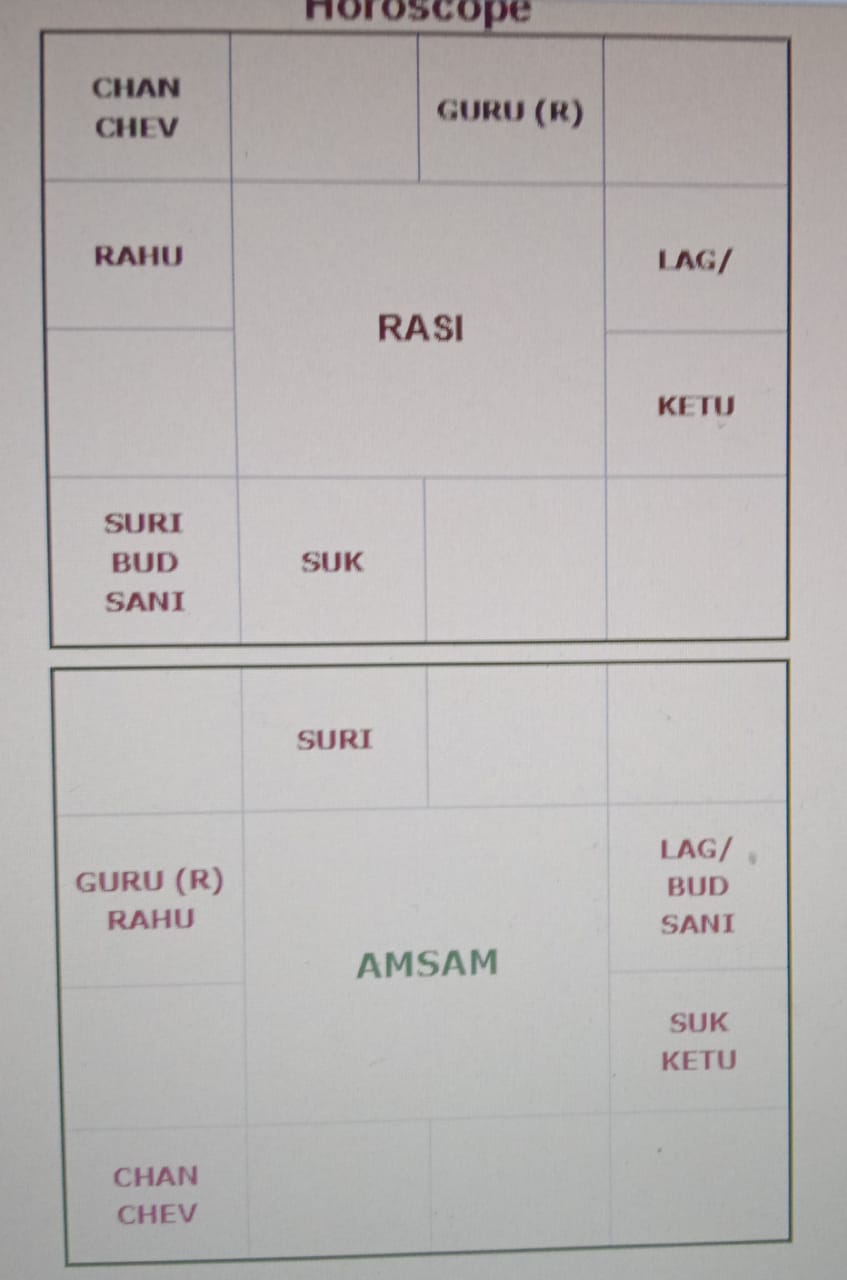 Horoscope
CHAN
CHEV
GURU (R)
RAHU
LAG/
RASI
KETU
SURI
BUD
SANI
SUK
SURI
GURU (R)
RAHU
LAG/
BUD
SANI
AMSAM
SUK
KETU
CHAN
CHEV